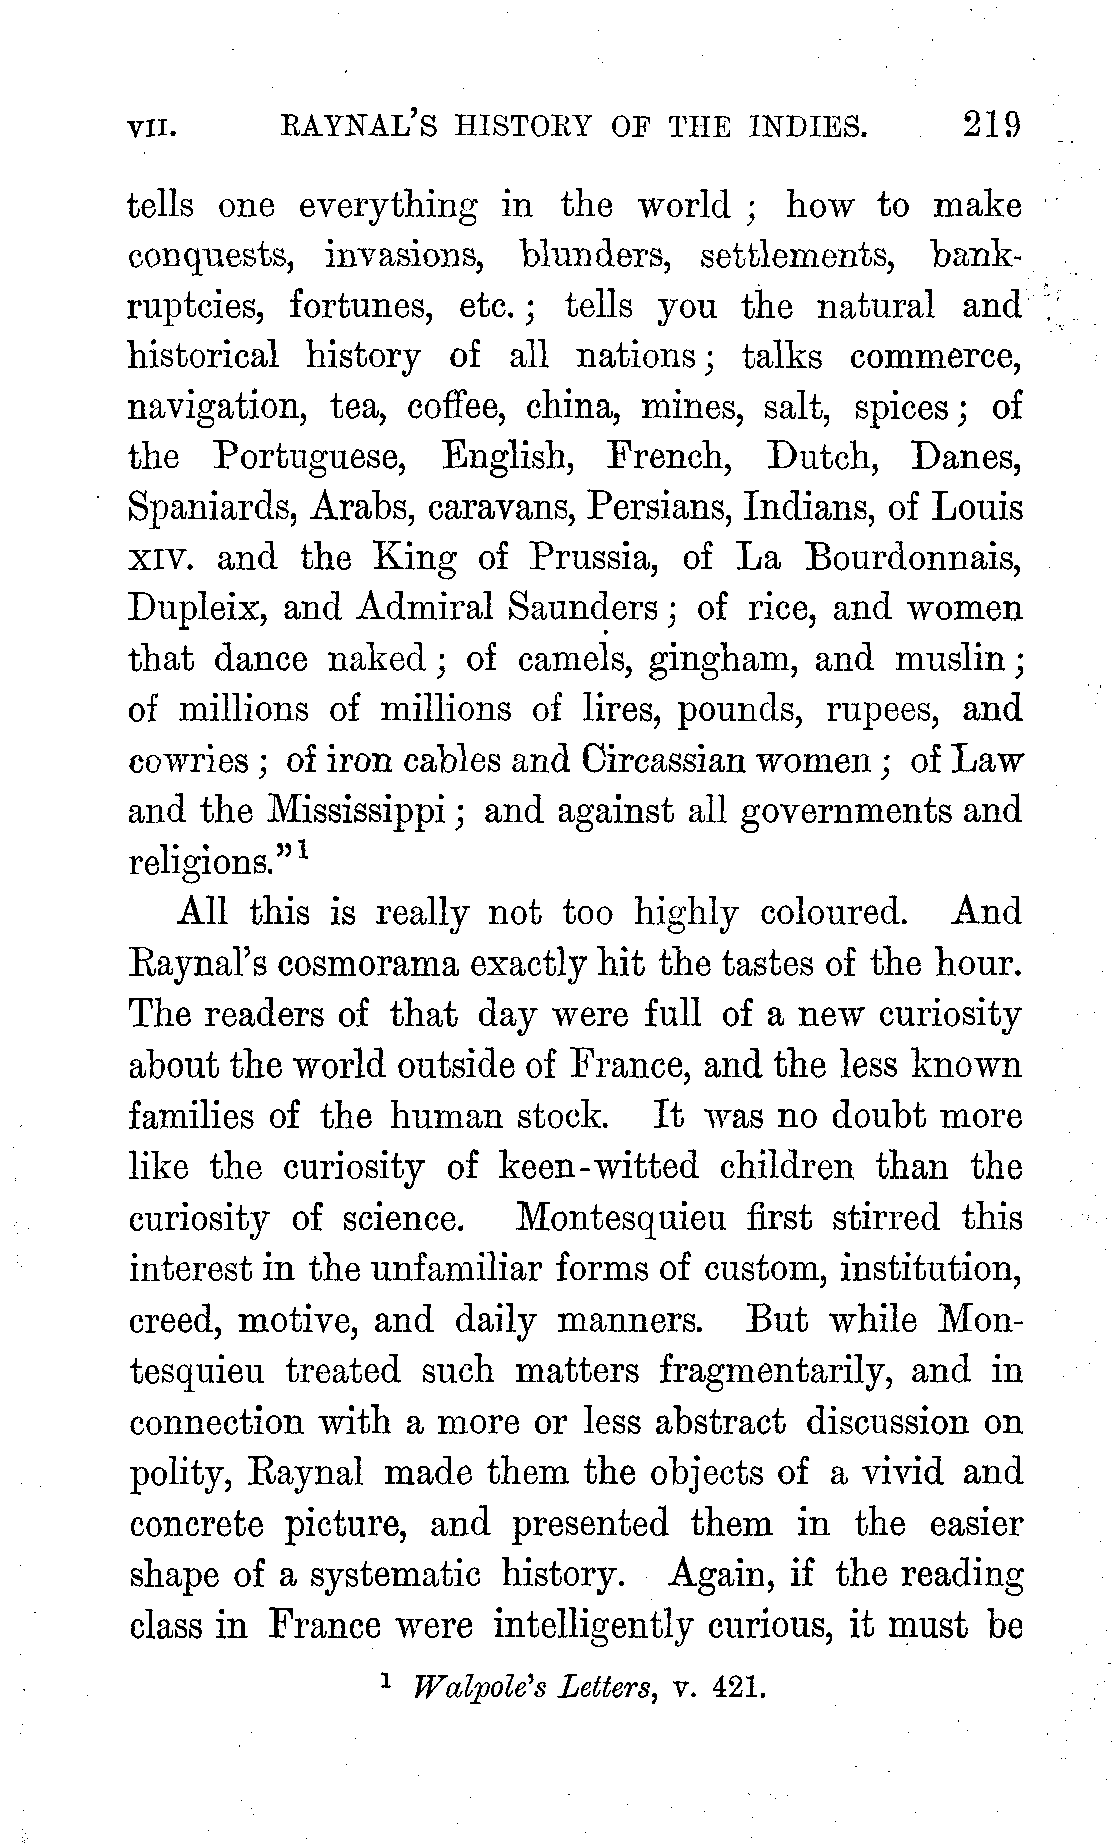 VII. RAYNAL'S HISTORY OF THE INDIES. 219
tells one everything in the world ; how to make
conquests, invasions, blunders, settlements, bank-
ruptcies, fortunes, etc. ; tells you the natural and
historical history of all nations ; talks commerce,
navigation, tea, coffee, china, mines, salt, spices ; of
the Portuguese, English, French, Dutch, Danes,
Spaniards, Arabs, caravans, Persians, Indians, of Louis
XIV. and the King of Prussia, of La Bourdonnais,
Dupleix, and Admiral Saunders ; of rice, and women
that dance naked ; of camels, gingham, and muslin ;
of millions of millions of lires, pounds, rupees, and
cowries ; of iron cables and Circassian women ; of Law
and the Mississippi ; and against all governments and
religions."¹
All this is really not too highly coloured. And
Raynal's cosmorama exactly hit the tastes of the hour.
The readers of that day were full of a new curiosity
about the world outside of France, and the less known
families of the human stock. It was no doubt more
like the curiosity of keen-witted children than the
curiosity of science. Montesquieu first stirred this
interest in the unfamiliar forms of custom, institution,
creed, motive, and daily manners. But while Mon-
tesquieu treated such matters fragmentarily, and in
connection with a more or less abstract discussion on
polity, Raynal made them the objects of a vivid and
concrete picture, and presented them in the easier
shape of a systematic history. Again, if the reading
class in France were intelligently curious, it must be
¹ Walpole's Letters, v. 421.